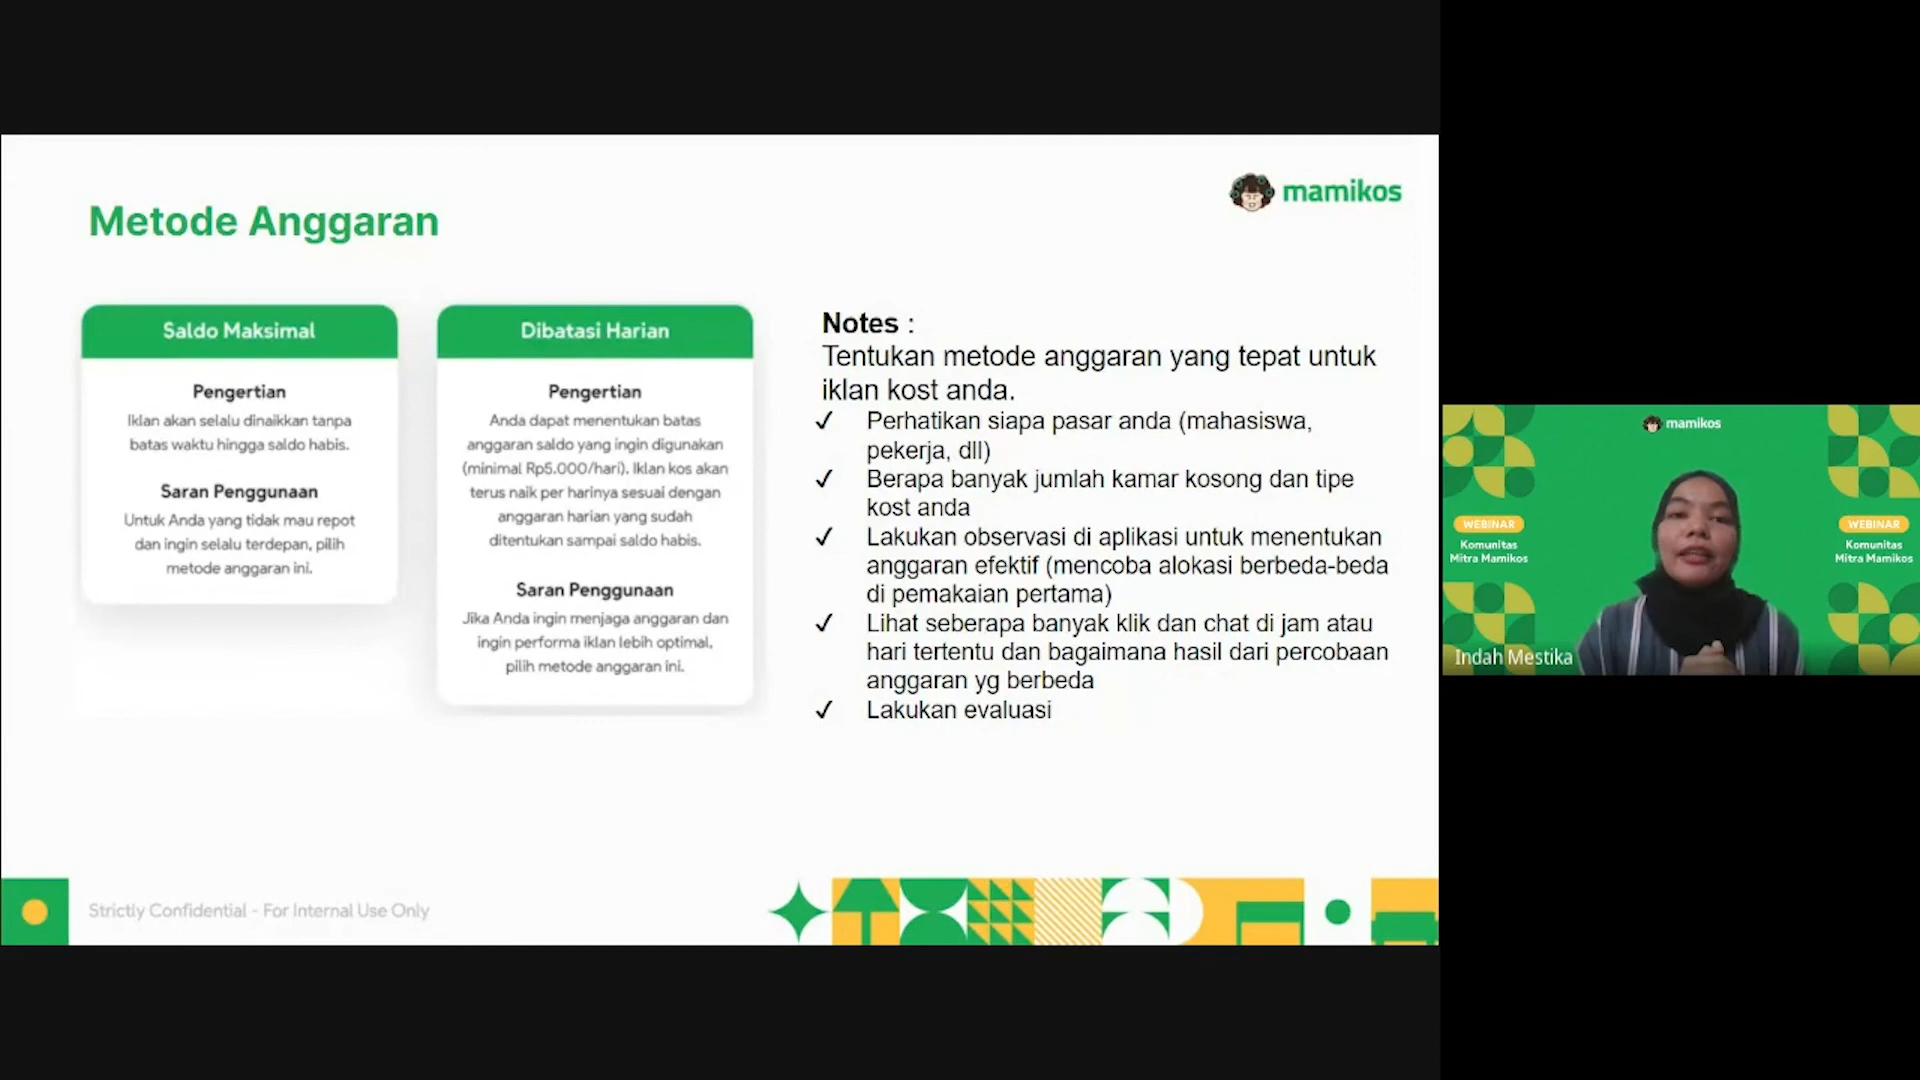 mamikos
Metode Anggaran
Saldo Maksimal
Pengertian
Iklan akan selalu dinaikkan tanpa
batas waktu hingga saldo habis.
Saran Penggunaan
Untuk Anda yang tidak mau repot
dan ingin selalu terdepan, pilih
metode anggaran ini.
Dibatasi Harian
Pengertian
Anda dapat menentukan batas
anggaran saldo yang ingin digunakan
(minimal Rp5.000/hari). Iklan kos akan
terus naik per harinya sesuai dengan
anggaran harian yang sudah
ditentukan sampai saldo habis.
Saran Penggunaan
Jika Anda ingin menjaga anggaran dan
ingin performa iklan lebih optimal,
pilih metode anggaran ini.
Notes :
Tentukan metode anggaran yang tepat untuk
iklan kost anda.
✓ Perhatikan siapa pasar anda (mahasiswa,
pekerja, dll)
✓ Berapa banyak jumlah kamar kosong dan tipe
kost anda
✓ Lakukan observasi di aplikasi untuk menentukan
anggaran efektif (mencoba alokasi berbeda-beda
di pemakaian pertama)
✓ Lihat seberapa banyak klik dan chat di jam atau
hari tertentu dan bagaimana hasil dari percobaan
anggaran yg berbeda
✓ Lakukan evaluasi
Strictly Confidential - For Internal Use Only
mamikos
WEBINAR
Komunitas
Mitra Mamikos
WEBINAR
Komunitas
Mitra Mamikos
Indah Mestika